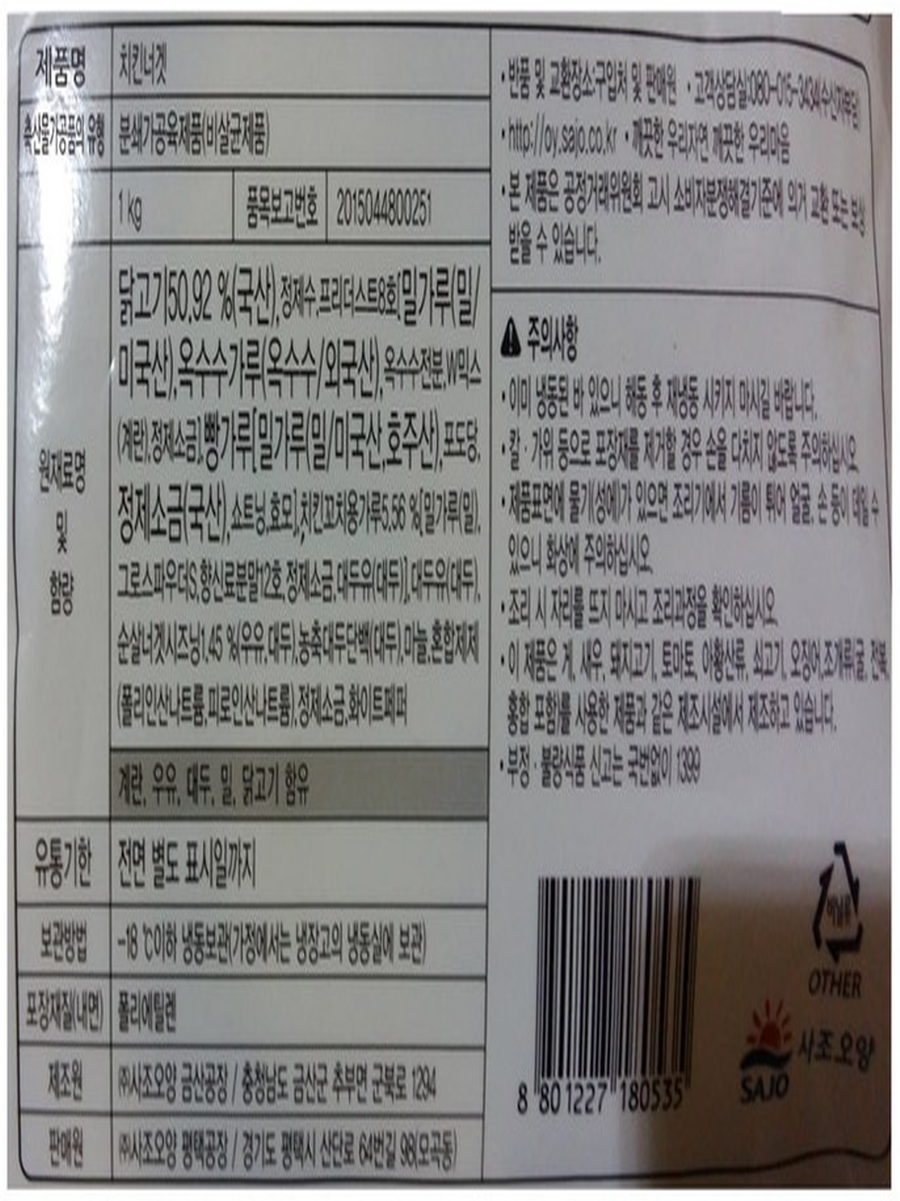 제품명 치킨너겟
축산물가공품의 유형 분쇄가공육제품(비살균제품)
1 kg 품목보고번호 2015044800251
원재료명 및 함량
닭고기50.92 %(국산), 정제수, 프리더스트8호[밀가루(밀/
미국산), 옥수수가루(옥수수/외국산), 옥수수전분, W믹스
(계란), 정제소금], 빵가루[밀가루(밀/미국산,호주산), 포도당,
정제소금(국산), 쇼트닝,효모], 치킨꼬치용가루5.56 %[밀가루(밀),
그로스파우더S, 향신료분말12호, 정제소금, 대두유(대두)], 대두유(대두),
순살너겟시즈닝1.45 %(우유, 대두), 농축대두단백(대두), 마늘, 혼합제제
(폴리인산나트륨, 피로인산나트륨), 정제소금, 화이트페퍼
계란, 우유, 대두, 밀, 닭고기 함유
유통기한 전면 별도 표시일까지
보관방법 -18 ℃이하 냉동보관(가정에서는 냉장고의 냉동실에 보관)
포장재질(내면) 폴리에틸렌
제조원 ㈜사조오양 금산공장 / 충청남도 금산군 추부면 군북로 1294
판매원 ㈜사조오양 평택공장 / 경기도 평택시 산단로 64번길 98(모곡동)
• 반품 및 교환장소:구입처 및 판매원 • 고객상담실:080-015-3434(수신자부담)
• http://oy.sajo.co.kr • 깨끗한 우리자연 깨끗한 우리마음
• 본 제품은 공정거래위원회 고시 소비자분쟁해결기준에 의거 교환 또는 보상
받을 수 있습니다.
주의사항
• 이미 냉동된 바 있으니 해동 후 재냉동 시키지 마시길 바랍니다.
• 칼 · 가위 등으로 포장재를 제거할 경우 손을 다치지 않도록 주의하십시오.
• 제품표면에 물기(성에)가 있으면 조리기에서 기름이 튀어 얼굴, 손 등이 데일 수
있으니 화상에 주의하십시오.
• 조리 시 자리를 뜨지 마시고 조리과정을 확인하십시오.
• 이 제품은 게, 새우, 돼지고기, 토마토, 아황산류, 쇠고기, 오징어,조개류(굴, 전복,
홍합 포함)를 사용한 제품과 같은 제조시설에서 제조하고 있습니다.
• 부정 · 불량식품 신고는 국번없이 1399
비닐류
OTHER
SAJO 사조오양
8 801227 180535